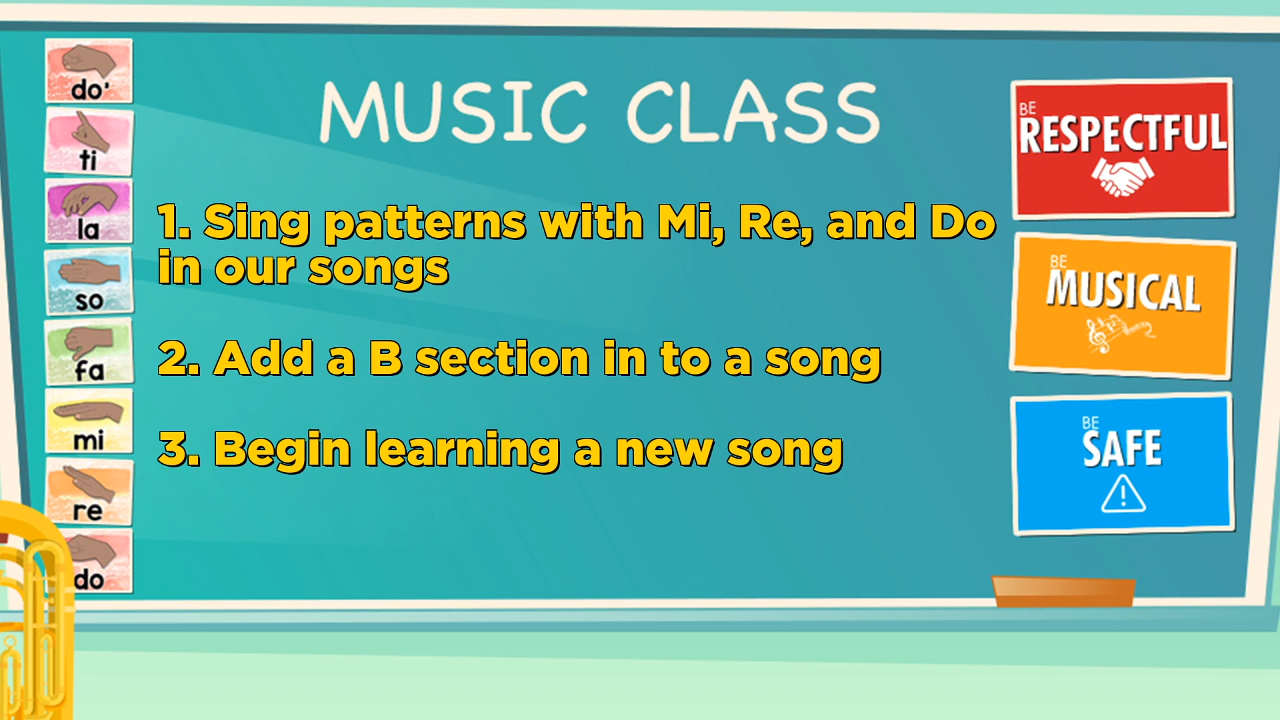 MUSIC CLASS
do'
ti
la
so
fa
mi
re
do
1. Sing patterns with Mi, Re, and Do
in our songs
2. Add a B section in to a song
3. Begin learning a new song
BE
RESPECTFUL
BE
MUSICAL
BE
SAFE